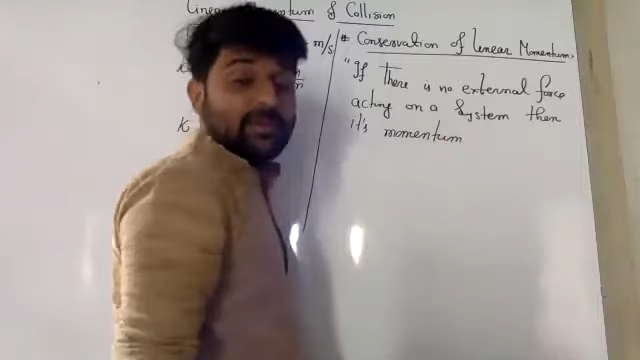 Linear Momentum & Collision
m/s
K
* Conservation of Linear Momentum.
"If There is no external force
acting on a System then
it's momentum